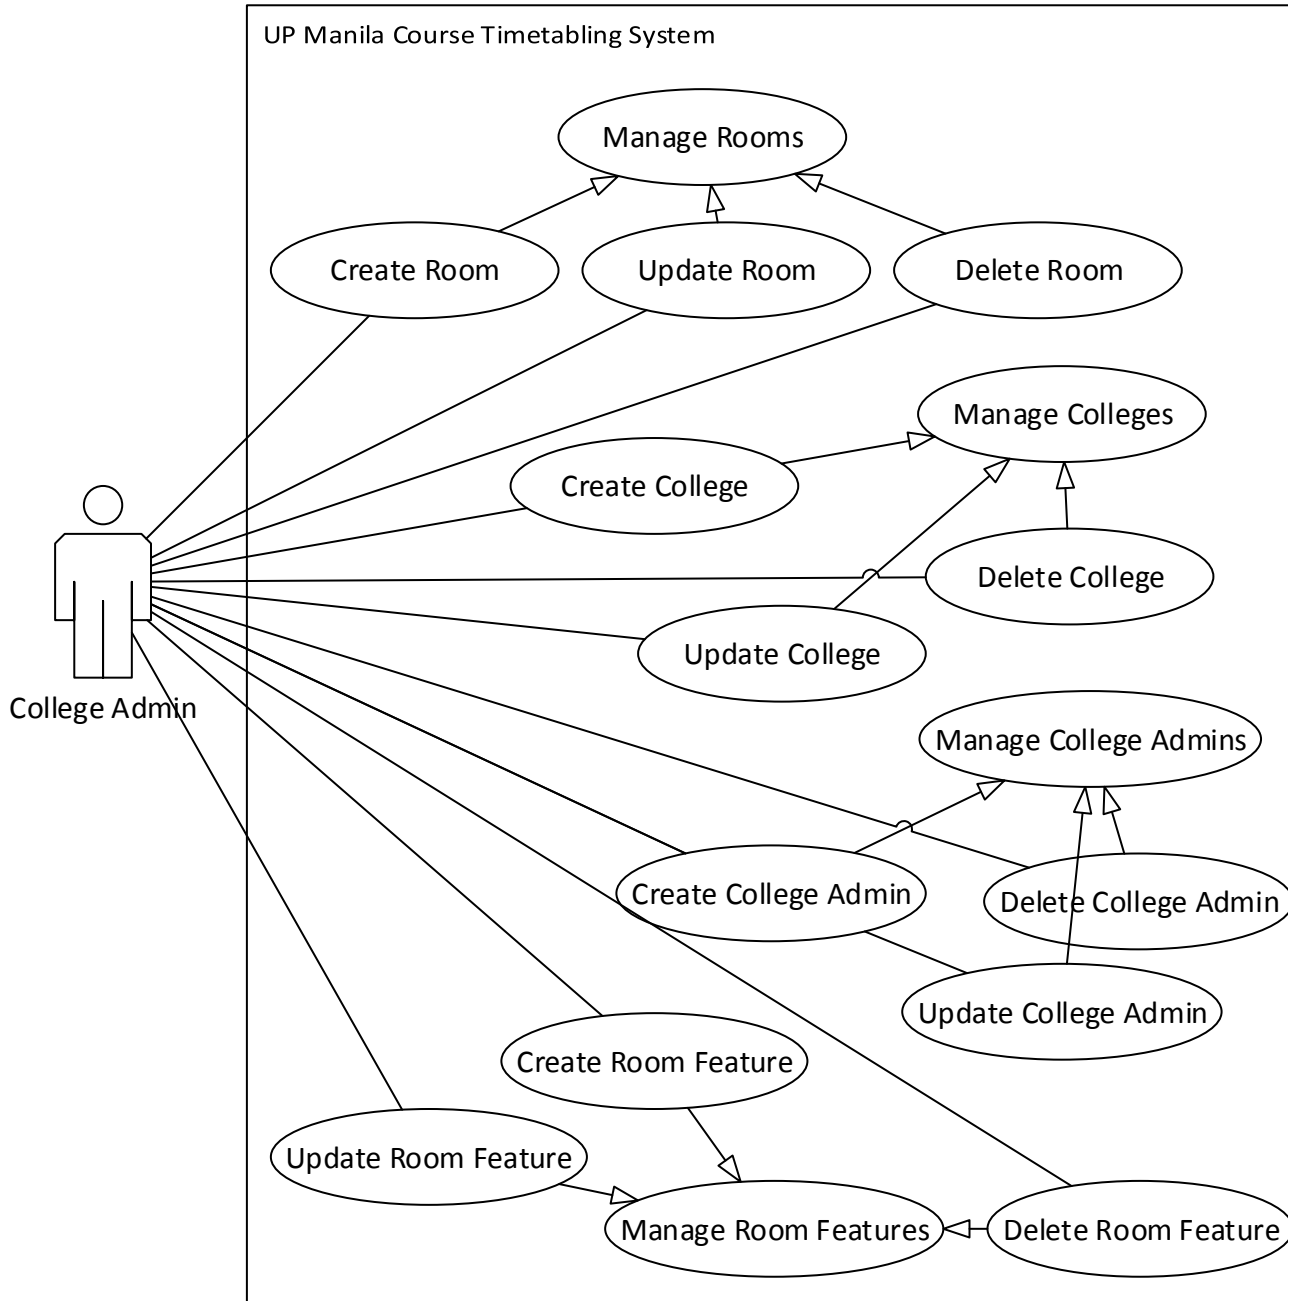 UP Manila Course Timetabling System
Manage Rooms
Create Room
Update Room
Delete Room
Manage Colleges
Create College
Delete College
Update College
College Admin
Manage College Admins
Create College Admin
Delete College Admin
Update College Admin
Create Room Feature
Update Room Feature
Manage Room Features
Delete Room Feature